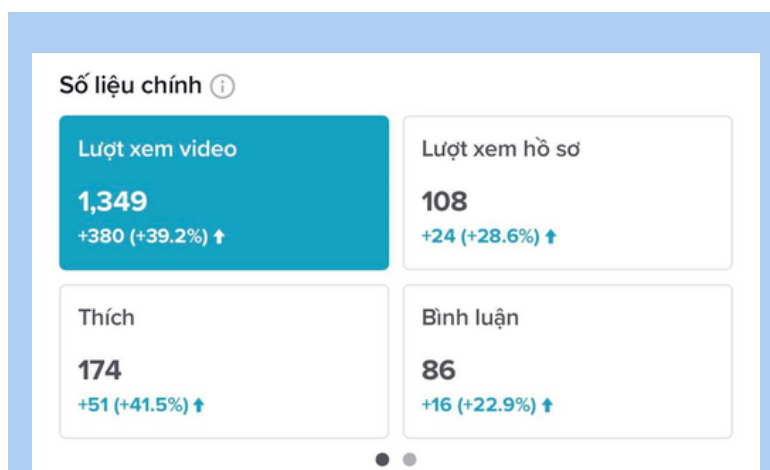 Số liệu chính
Lượt xem video
1,349
+380 (+39.2%)
Lượt xem hồ sơ
108
+24 (+28.6%)
Thích
174
+51 (+41.5%)
Bình luận
86
+16 (+22.9%)